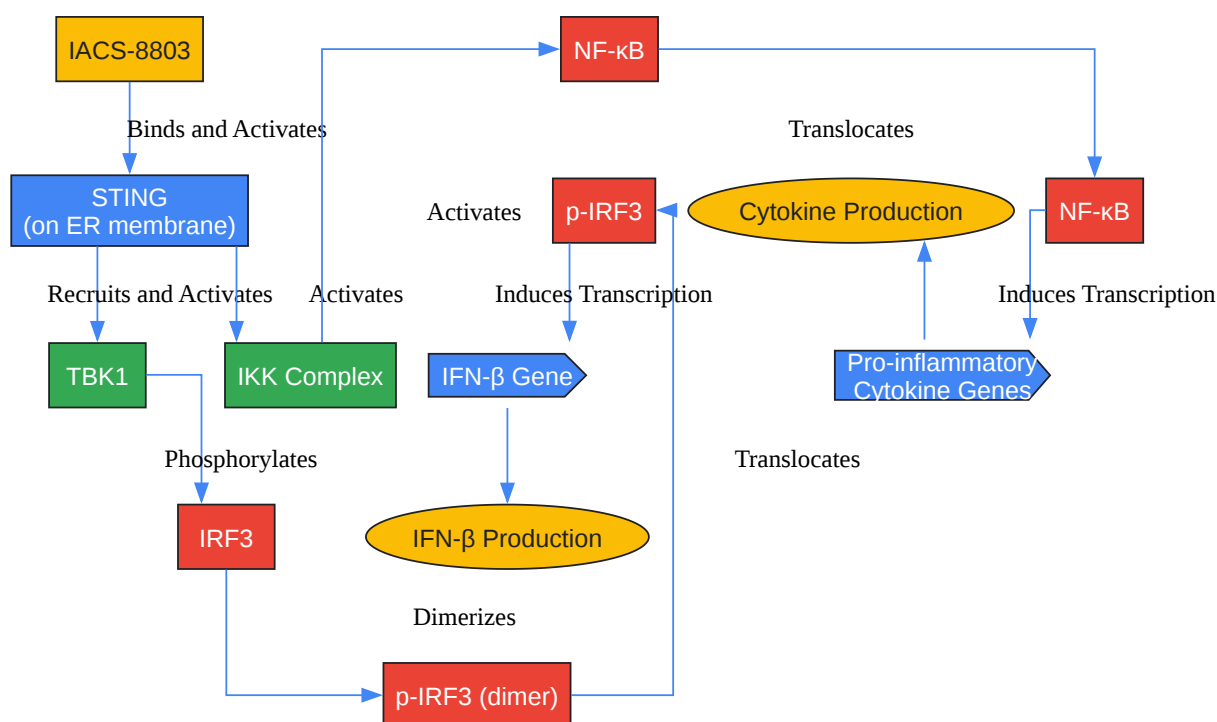 IACS-8803
NF-κB
Binds and Activates
Translocates
STING
(on ER membrane)
Activates
p-IRF3
Cytokine Production
NF-κB
Recruits and Activates
Activates
Induces Transcription
Induces Transcription
TBK1
IKK Complex
IFN-β Gene
Pro-inflammatory
Cytokine Genes
Phosphorylates
Translocates
IRF3
IFN-β Production
Dimerizes
p-IRF3 (dimer)